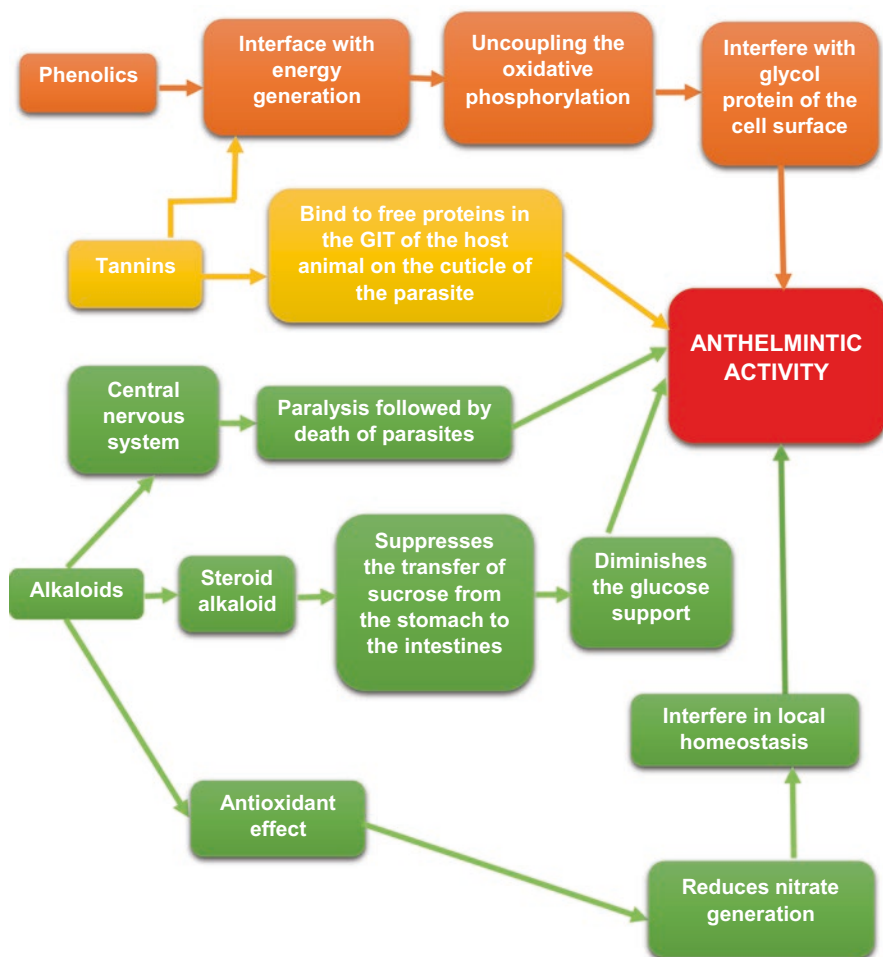 Phenolics
Interface with
energy
generation
Uncoupling the
oxidative
phosphorylation
Interfere with
glycol
protein of the
cell surface
Tannins
Bind to free proteins in
the GIT of the host
animal on the cuticle of
the parasite
ANTHELMINTIC
ACTIVITY
Central
nervous
system
Paralysis followed by
death of parasites
Alkaloids
Steroid
alkaloid
Suppresses
the transfer of
sucrose from
the stomach to
the intestines
Diminishes
the glucose
support
Interfere in local
homeostasis
Antioxidant
effect
Reduces nitrate
generation